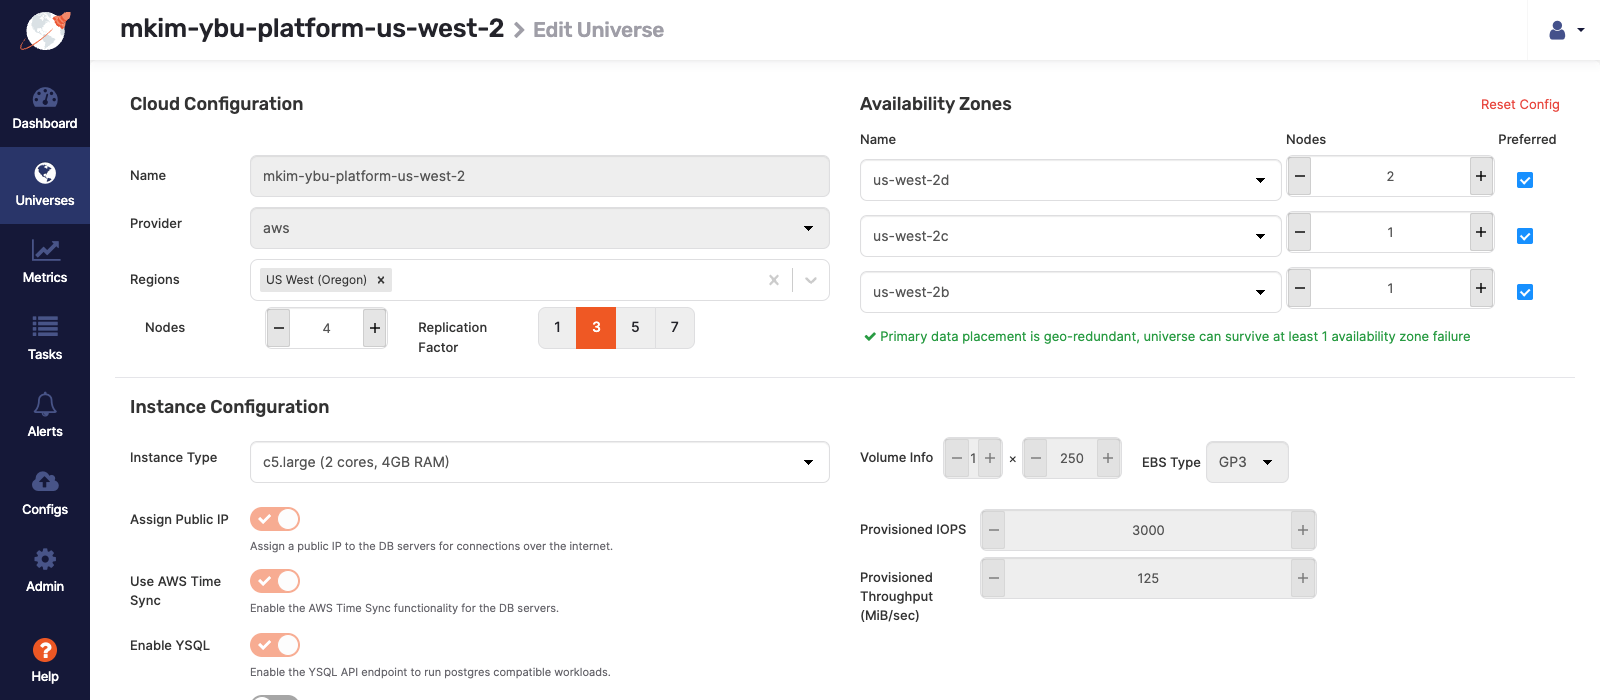 mkim-ybu-platform-us-west-2 > Edit Universe
Dashboard
Universes
Metrics
Tasks
Alerts
Configs
Admin
Help
Cloud Configuration
Name
mkim-ybu-platform-us-west-2
Provider
aws
Regions
US West (Oregon) ×
Nodes
− 4 +
Replication
Factor
1 3 5 7
Availability Zones
Reset Config
Name Nodes Preferred
us-west-2d − 2 +
us-west-2c − 1 +
us-west-2b − 1 +
Primary data placement is geo-redundant, universe can survive at least 1 availability zone failure
Instance Configuration
Instance Type
c5.large (2 cores, 4GB RAM)
Assign Public IP
Assign a public IP to the DB servers for connections over the internet.
Use AWS Time
Sync
Enable the AWS Time Sync functionality for the DB servers.
Enable YSQL
Enable the YSQL API endpoint to run postgres compatible workloads.
Volume Info − 1 + × − 250 + EBS Type GP3
Provisioned IOPS − 3000 +
Provisioned
Throughput
(MiB/sec)
− 125 +